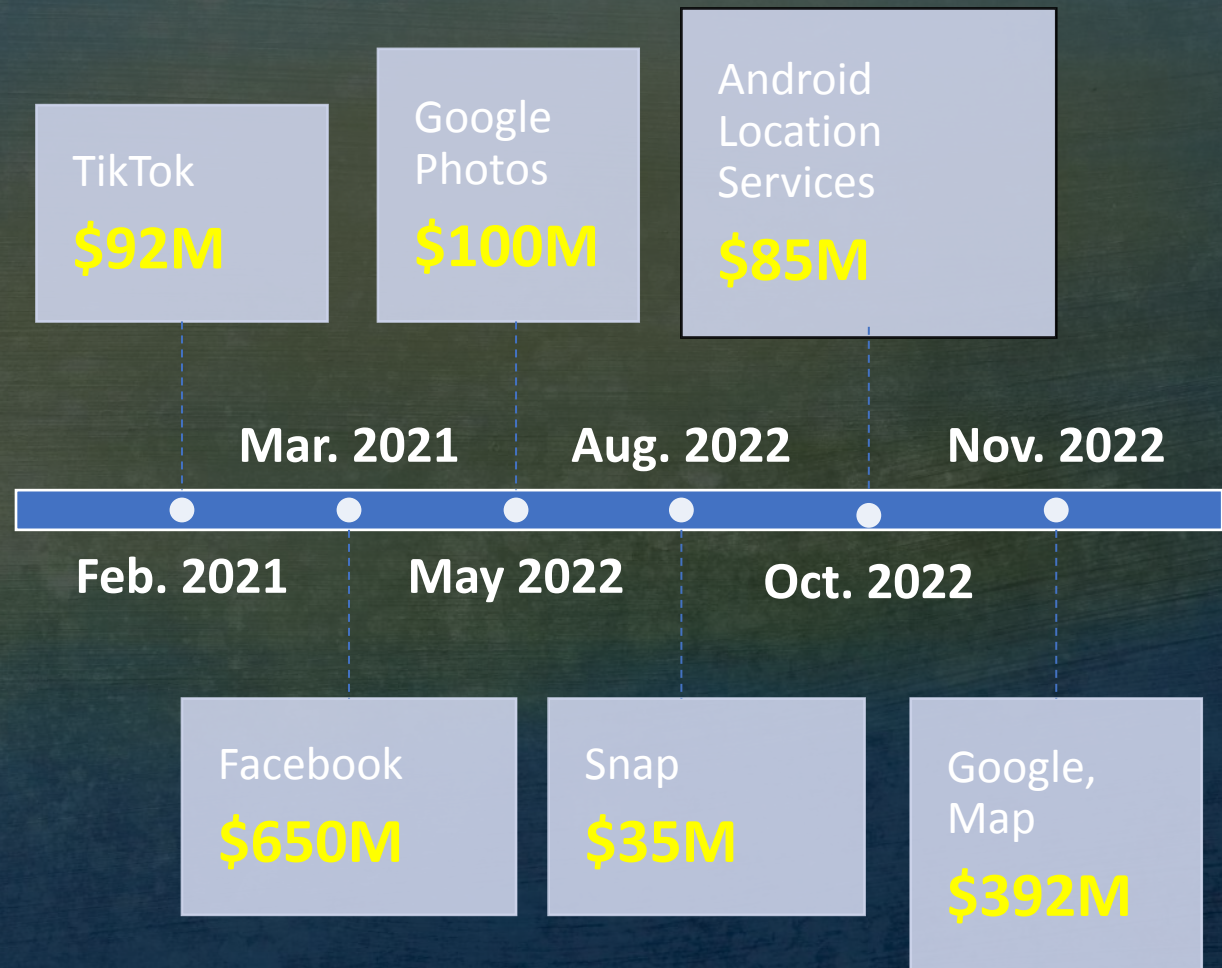 TikTok
$92M
Google
Photos
$100M
Android
Location
Services
$85M
Mar. 2021
Aug. 2022
Nov. 2022
Feb. 2021
May 2022
Oct. 2022
Facebook
$650M
Snap
$35M
Google,
Map
$392M